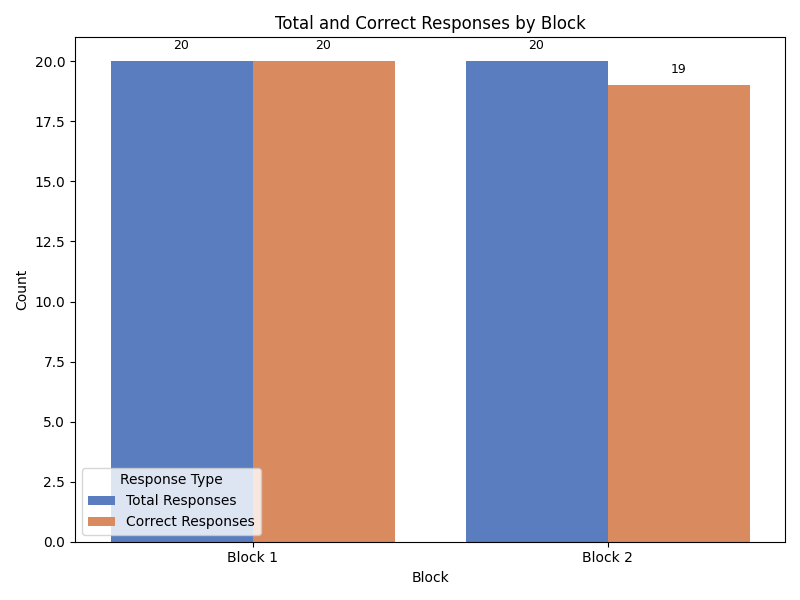 Total and Correct Responses by Block
20
20
20
19
20.0
17.5
15.0
12.5
10.0
7.5
5.0
2.5
0.0
Count
Response Type
Total Responses
Correct Responses
Block 1
Block 2
Block